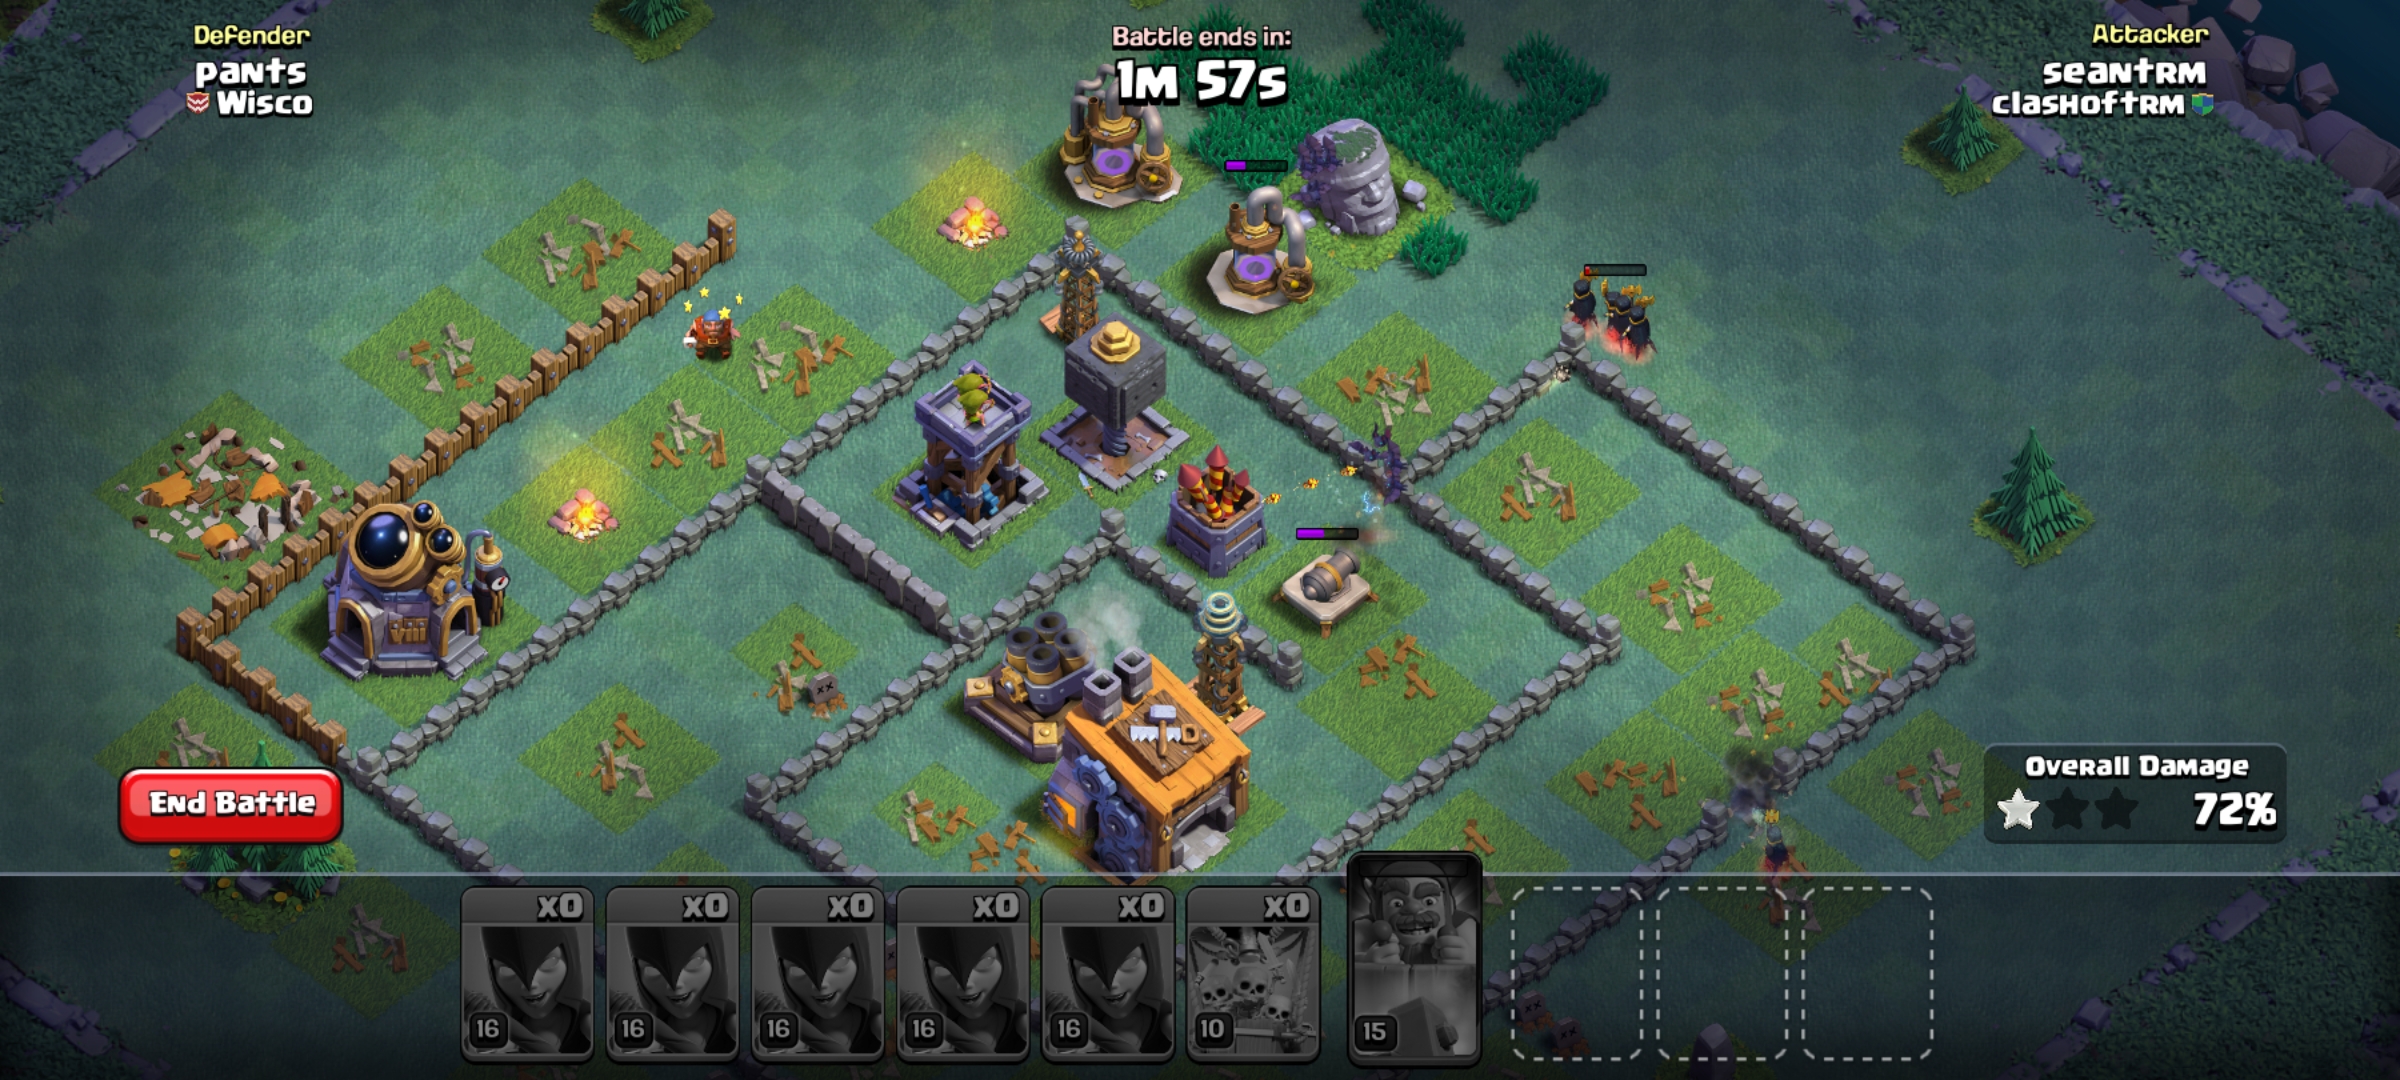 Defender
pants
Wisco
Battle ends in:
1M 57s
Attacker
seantRM
clashoftRM
VIII
End Battle
Overall Damage
72%
x0
x0
x0
x0
x0
x0
16
16
16
16
16
10
15